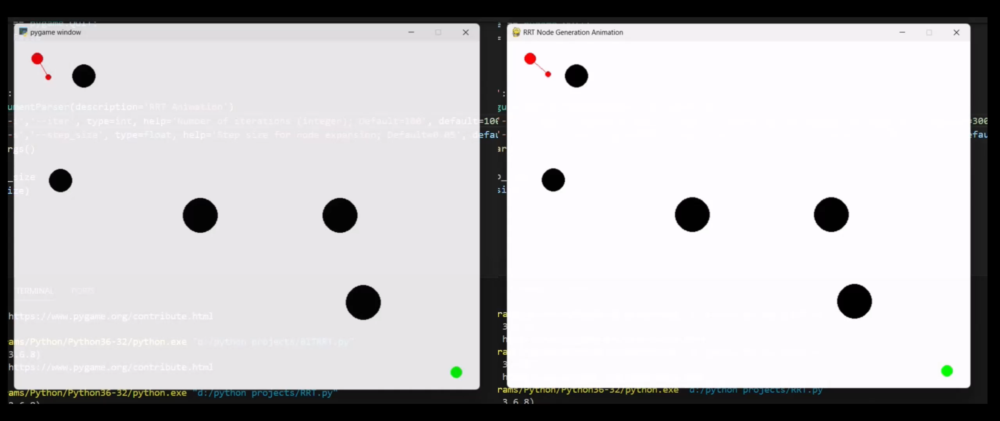 == pygame.QUIT:
pygame window
:
umentParser(description='RRT Animation')
-i','--iter', type=int, help='Number of iterations (integer); Default=100', default=100
-s','--step_size', type=float, help='Step size for node expansion; Default=0.05', defau
rgs()
_size
ize)
TERMINAL PORTS
https://www.pygame.org/contribute.html
ams/Python/Python36-32/python.exe "d:/python projects/BITRRT.py"
3.6.8)
https://www.pygame.org/contribute.html
ams/Python/Python36-32/python.exe "d:/python projects/RRT.py"
RRT Node Generation Animation
=
':
gu
'- =300
'- efau
ar
si
ra
3
h
ra
3
h
rams/Python/Python36-32/python.exe "d:/python projects/RRT.py
3.6.8)